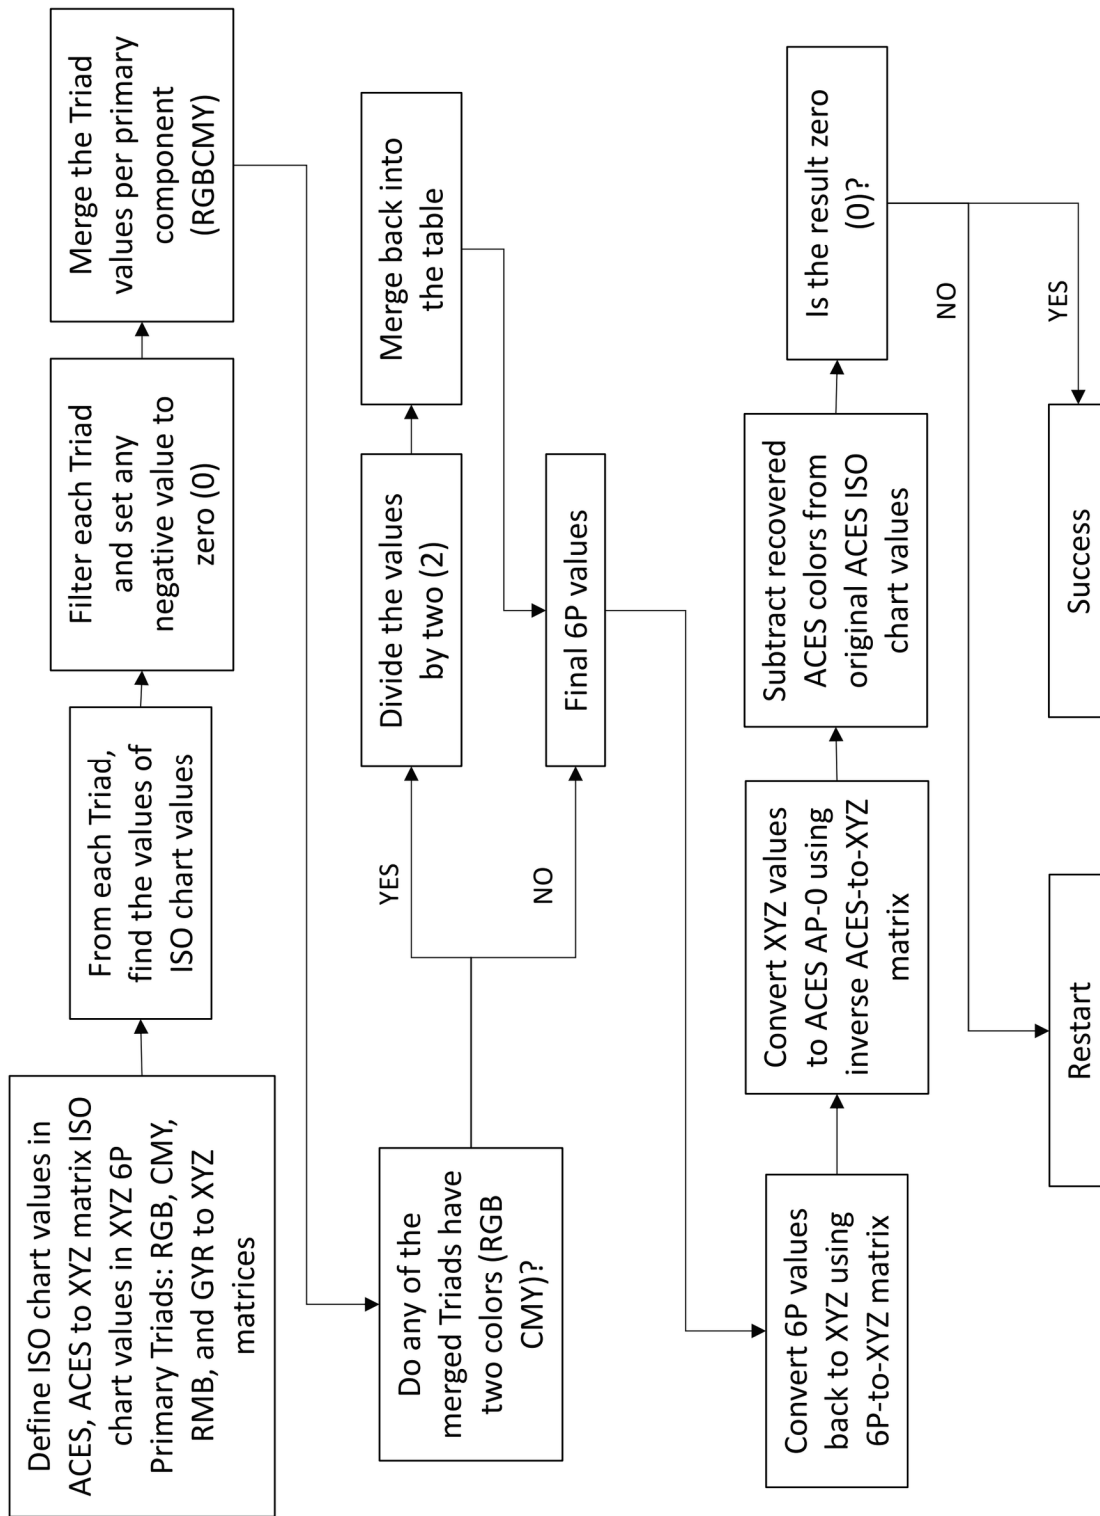 Define ISO chart values in
ACES, ACES to XYZ matrix ISO
chart values in XYZ 6P
Primary Triads: RGB, CMY,
RMB, and GYR to XYZ
matrices
From each Triad,
find the values of
ISO chart values
Filter each Triad
and set any
negative value to
zero (0)
Merge the Triad
values per primary
component
(RGBCMY)
Do any of the
merged Triads have
two colors (RGB
CMY)?
YES
NO
Divide the values
by two (2)
Merge back into
the table
Final 6P values
Convert 6P values
back to XYZ using
6P-to-XYZ matrix
Convert XYZ values
to ACES AP-0 using
inverse ACES-to-XYZ
matrix
Subtract recovered
ACES colors from
original ACES ISO
chart values
Is the result zero
(0)?
NO
YES
Restart
Success